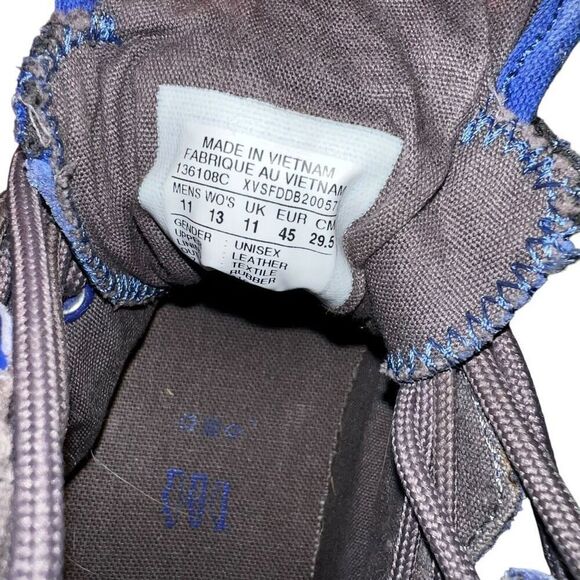 MADE IN VIETNAM
FABRIQUE AU VIETNAM
136108C XVSFDDB20057
MENS WO'S UK EUR CM
11 13 11 45 29.5
GENDER : UNISEX
UPPER : LEATHER
: TEXTILE
: RUBBER